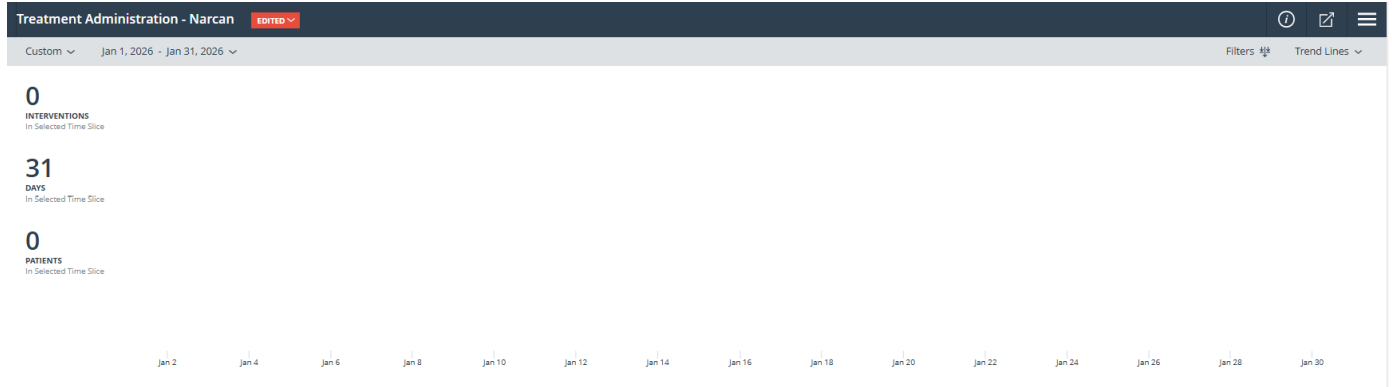 Treatment Administration - Narcan EDITED
Custom Jan 1, 2026 - Jan 31, 2026 Filters Trend Lines
0
INTERVENTIONS
In Selected Time Slice
31
DAYS
In Selected Time Slice
0
PATIENTS
In Selected Time Slice
Jan 2 Jan 4 Jan 6 Jan 8 Jan 10 Jan 12 Jan 14 Jan 16 Jan 18 Jan 20 Jan 22 Jan 24 Jan 26 Jan 28 Jan 30